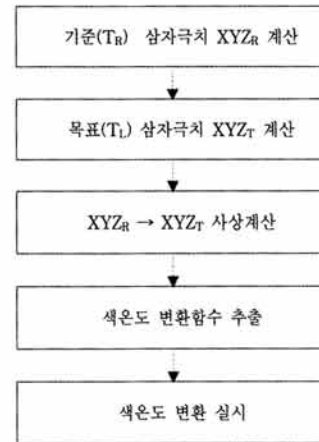 기준(T_R) 삼자극치 XYZ_R 계산
목표(T_L) 삼자극치 XYZ_T 계산
XYZ_R → XYZ_T 사상계산
색온도 변환함수 추출
색온도 변환 실시